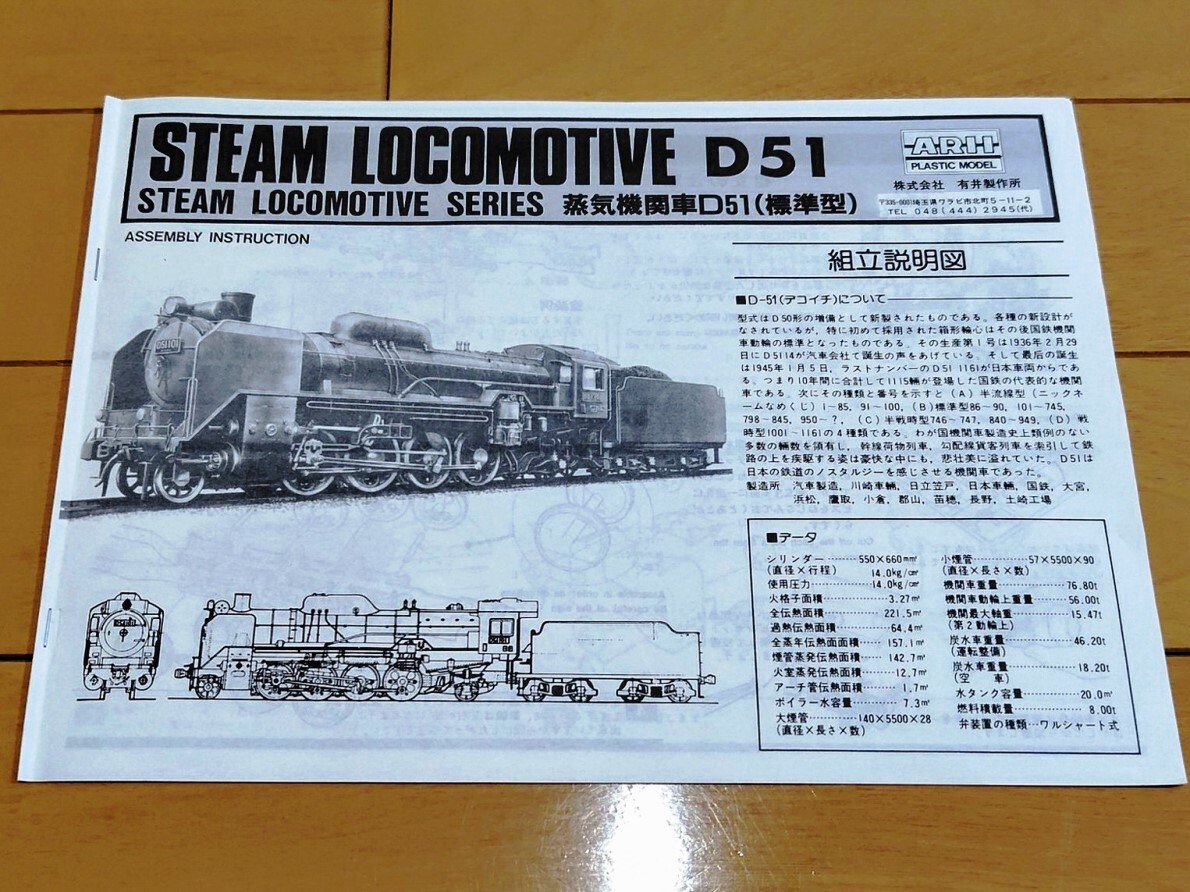 STEAM LOCOMOTIVE D51
STEAM LOCOMOTIVE SERIES 蒸気機関車D51(標準型)
ARII
PLASTIC MODEL
株式会社 有井製作所
〒335-0001埼玉県ワラビ市北町5-11-2
TEL 048(444)2945(代)
ASSEMBLY INSTRUCTION
D51101
組立説明図
■D-51(デコイチ)について
型式はD50形の増備として新製されたものである。各種の新設計が
なされているが,特に初めて採用された箱形輪心はその後国鉄機関
車動輪の標準となったものである。その生産第1号は1936年2月29
日にD5114が汽車会社で誕生の声をあげている。そして最后の誕生
は1945年1月5日,ラストナンバーのD51 1161が日本車両からであ
る。つまり10年間に合計して1115輌が登場した国鉄の代表的な機関
車である。次にその種類と番号を示すと(A)半流線型(ニックネ
ームなめくじ)1~85,91~100,(B)標準型86~90,101~745,
798~845,950~?,(C)半戦時型746~747,840~949,(D)戦
時型1001~1161の4種類である。わが国機関車製造史上類例のない
多数の輛数を領有し,幹線荷物列車,勾配線貨客列車を索引して鉄
路の上を疾駆する姿は豪快な中にも,悲壮美に溢れていた。D51は
日本の鉄道のノスタルジーを感じさせる機関車であった。
製造所 汽車製造,川崎車輛,日立笠戸,日本車輛,国鉄,大宮,
浜松,鷹取,小倉,郡山,苗穂,長野,土崎工場
■データ
シリンダー……550×660㎜
(直径×行程) 14.0kg/㎠
使用圧力……14.0kg/㎠
火格子面積……3.27㎡
全伝熱面積……221.5㎡
過熱伝熱面積……64.4㎡
全蒸年伝熱面面積……157.1㎡
煙管蒸発伝熱面積……142.7㎡
火室蒸発伝熱面積……12.7㎡
アーチ管伝熱面積……1.7㎡
ボイラー水容量……7.3㎥
大煙管……140×5500×28
(直径×長さ×数)
小煙管……57×5500×90
(直径×長さ×数)
機関車重量……76.80t
機関車動輪上重量……56.00t
機関最大軸重……15.47t
(第2動輪上)
炭水車重量……46.20t
(運転整備)
炭水車重量……18.20t
(空 車)
水タンク容量……20.0㎥
燃料積載量……8.00t
弁装置の種類…ワルシャート式